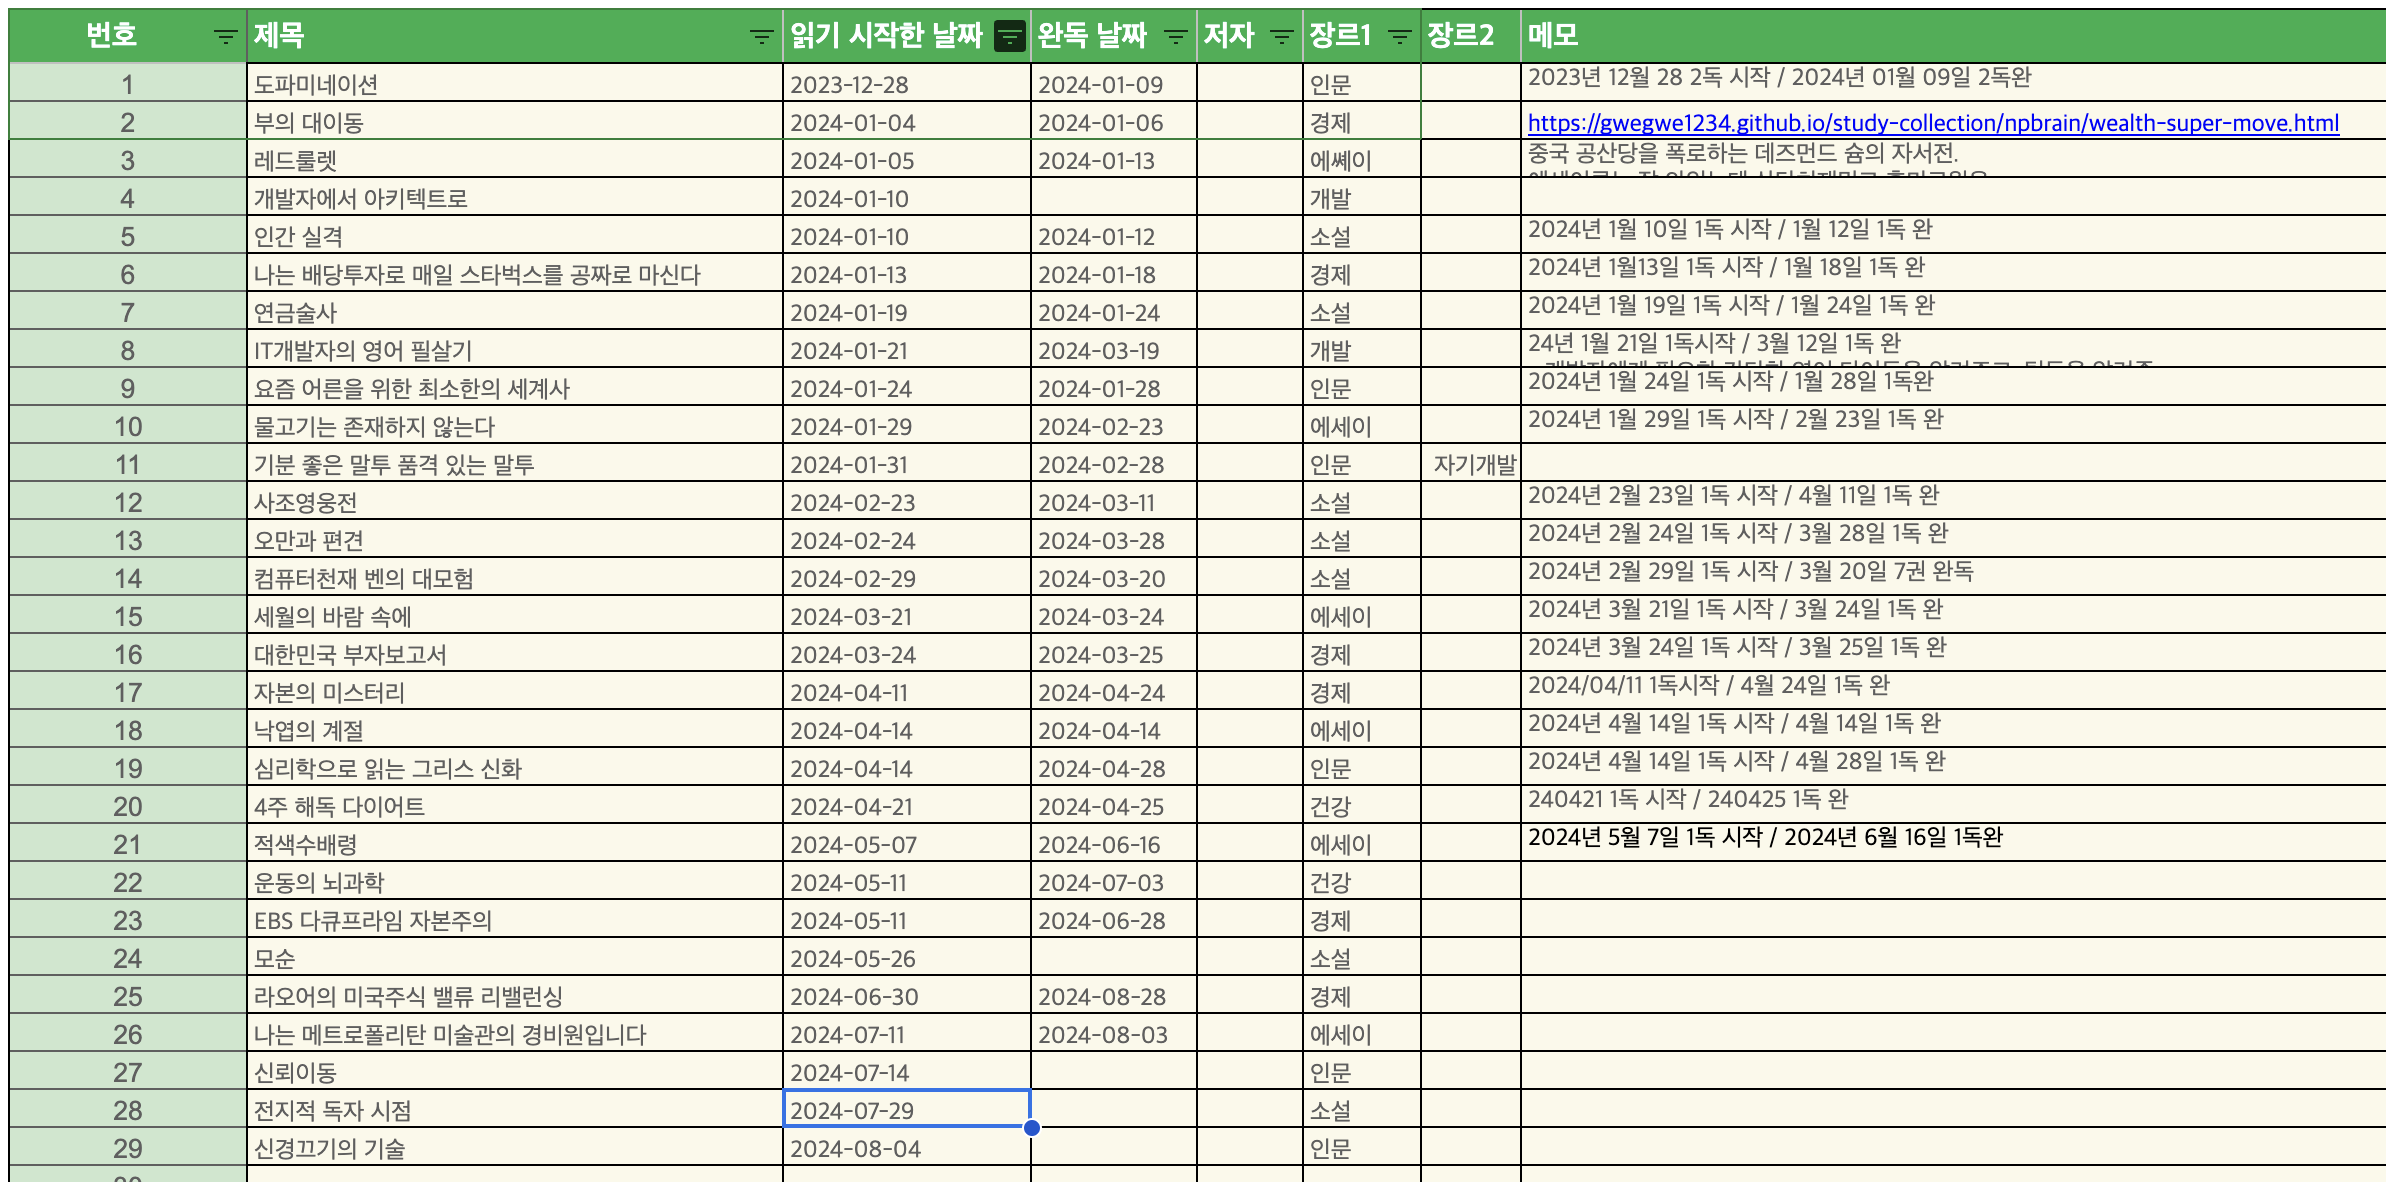 번호 제목 읽기 시작한 날짜 완독 날짜 저자 장르1 장르2 메모
1 도파미네이션 2023-12-28 2024-01-09 인문 2023년 12월 28 2독 시작 / 2024년 01월 09일 2독완
2 부의 대이동 2024-01-04 2024-01-06 경제 https://gwegwe1234.github.io/study-collection/npbrain/wealth-super-move.html
3 레드룰렛 2024-01-05 2024-01-13 에쎄이 중국 공산당을 폭로하는 데즈먼드 슘의 자서전.
4 개발자에서 아키텍트로 2024-01-10 개발
5 인간 실격 2024-01-10 2024-01-12 소설 2024년 1월 10일 1독 시작 / 1월 12일 1독 완
6 나는 배당투자로 매일 스타벅스를 공짜로 마신다 2024-01-13 2024-01-18 경제 2024년 1월13일 1독 시작 / 1월 18일 1독 완
7 연금술사 2024-01-19 2024-01-24 소설 2024년 1월 19일 1독 시작 / 1월 24일 1독 완
8 IT개발자의 영어 필살기 2024-01-21 2024-03-19 개발 24년 1월 21일 1독시작 / 3월 12일 1독 완
9 요즘 어른을 위한 최소한의 세계사 2024-01-24 2024-01-28 인문 2024년 1월 24일 1독 시작 / 1월 28일 1독완
10 물고기는 존재하지 않는다 2024-01-29 2024-02-23 에세이 2024년 1월 29일 1독 시작 / 2월 23일 1독 완
11 기분 좋은 말투 품격 있는 말투 2024-01-31 2024-02-28 인문 자기개발
12 사조영웅전 2024-02-23 2024-03-11 소설 2024년 2월 23일 1독 시작 / 4월 11일 1독 완
13 오만과 편견 2024-02-24 2024-03-28 소설 2024년 2월 24일 1독 시작 / 3월 28일 1독 완
14 컴퓨터천재 벤의 대모험 2024-02-29 2024-03-20 소설 2024년 2월 29일 1독 시작 / 3월 20일 7권 완독
15 세월의 바람 속에 2024-03-21 2024-03-24 에세이 2024년 3월 21일 1독 시작 / 3월 24일 1독 완
16 대한민국 부자보고서 2024-03-24 2024-03-25 경제 2024년 3월 24일 1독 시작 / 3월 25일 1독 완
17 자본의 미스터리 2024-04-11 2024-04-24 경제 2024/04/11 1독시작 / 4월 24일 1독 완
18 낙엽의 계절 2024-04-14 2024-04-14 에세이 2024년 4월 14일 1독 시작 / 4월 14일 1독 완
19 심리학으로 읽는 그리스 신화 2024-04-14 2024-04-28 인문 2024년 4월 14일 1독 시작 / 4월 28일 1독 완
20 4주 해독 다이어트 2024-04-21 2024-04-25 건강 240421 1독 시작 / 240425 1독 완
21 적색수배령 2024-05-07 2024-06-16 에세이 2024년 5월 7일 1독 시작 / 2024년 6월 16일 1독완
22 운동의 뇌과학 2024-05-11 2024-07-03 건강
23 EBS 다큐프라임 자본주의 2024-05-11 2024-06-28 경제
24 모순 2024-05-26 소설
25 라오어의 미국주식 밸류 리밸런싱 2024-06-30 2024-08-28 경제
26 나는 메트로폴리탄 미술관의 경비원입니다 2024-07-11 2024-08-03 에세이
27 신뢰이동 2024-07-14 인문
28 전지적 독자 시점 2024-07-29 소설
29 신경끄기의 기술 2024-08-04 인문